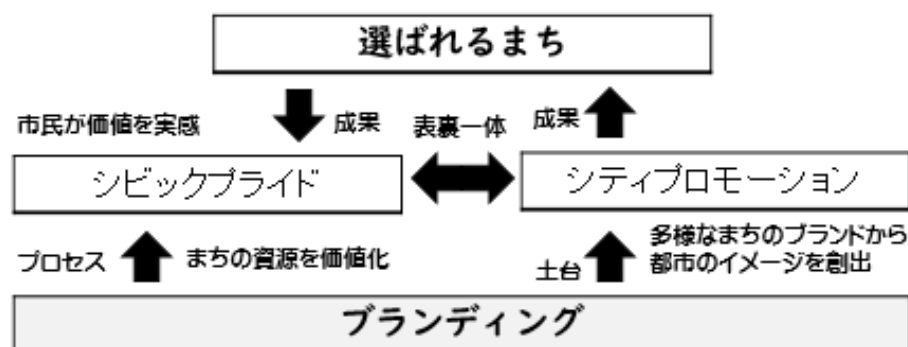 選ばれるまち
市民が価値を実感
成果
表裏一体
成果
シビックプライド
シティプロモーション
プロセス
まちの資源を価値化
土台
多様なまちのブランドから
都市のイメージを創出
ブランディング